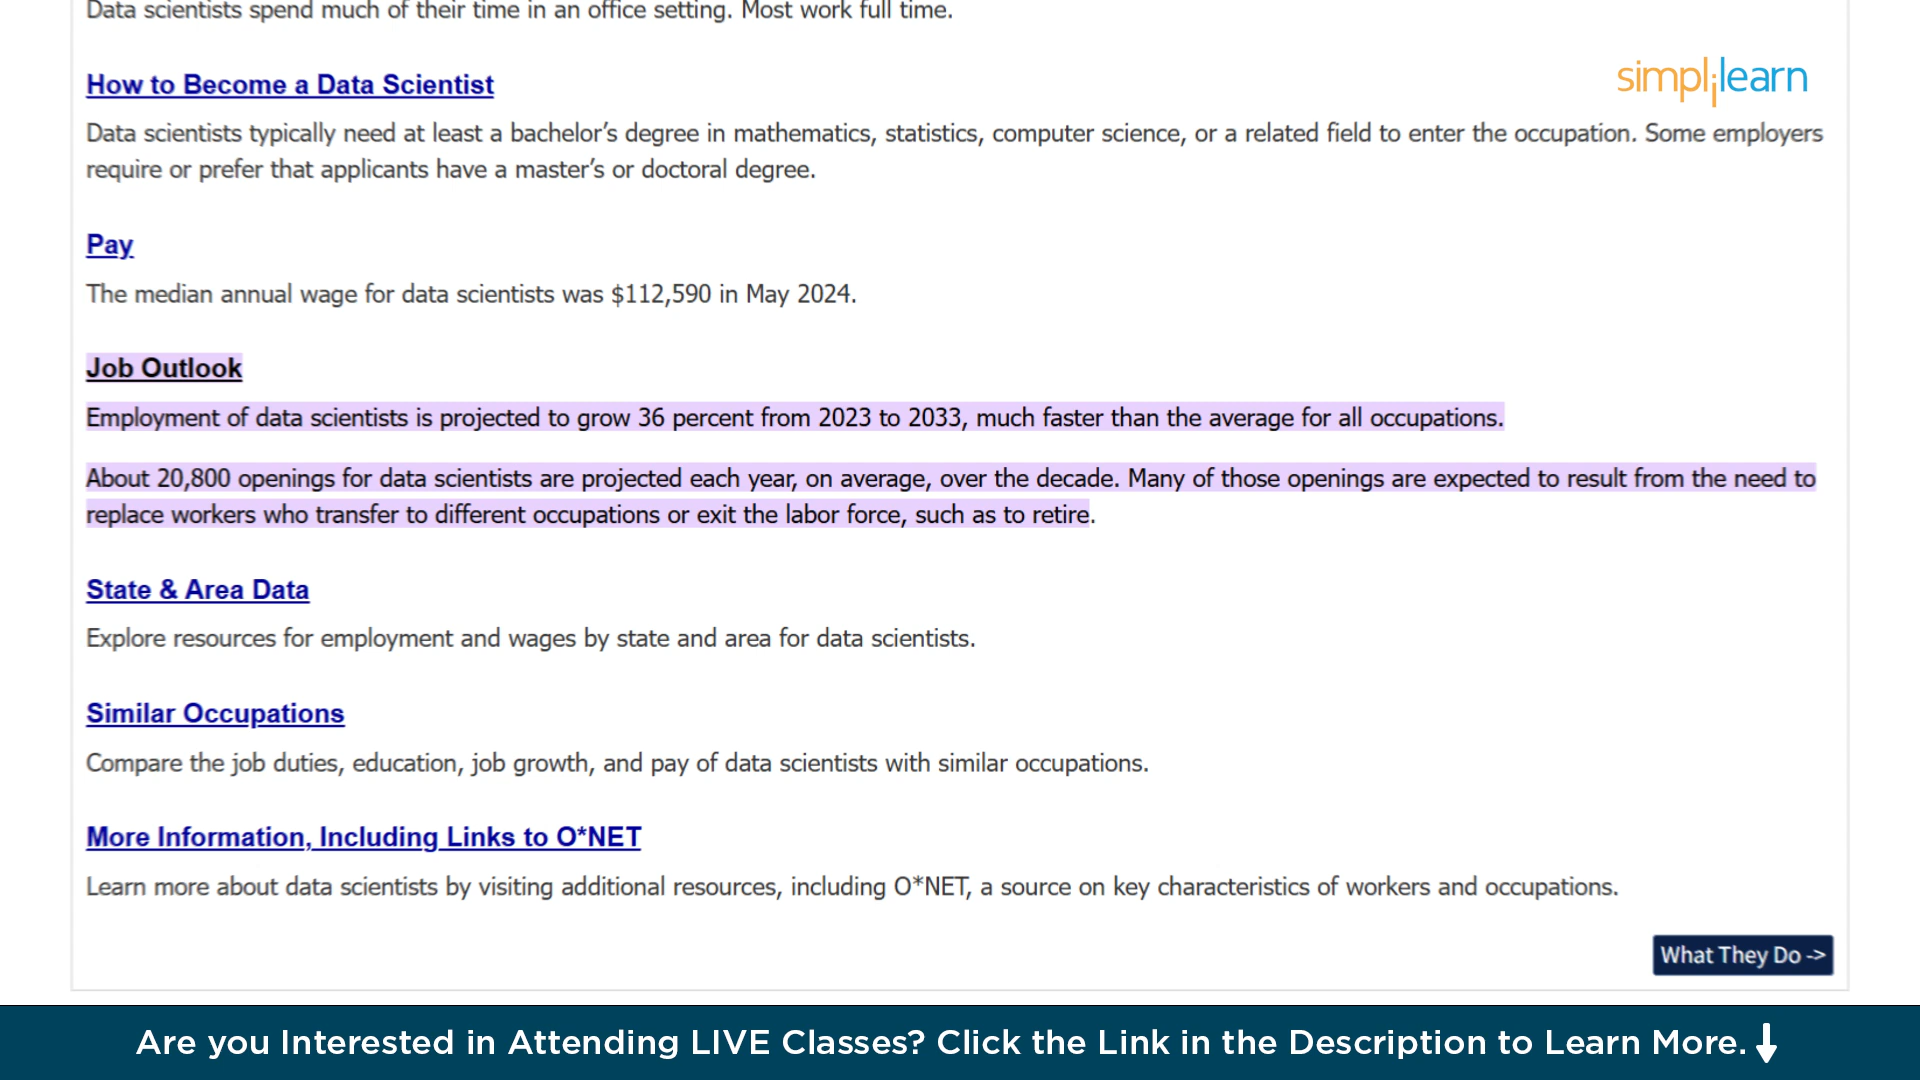 Data scientists spend much of their time in an office setting. Most work full time.
How to Become a Data Scientist
simplilearn
Data scientists typically need at least a bachelor’s degree in mathematics, statistics, computer science, or a related field to enter the occupation. Some employers
require or prefer that applicants have a master’s or doctoral degree.
Pay
The median annual wage for data scientists was $112,590 in May 2024.
Job Outlook
Employment of data scientists is projected to grow 36 percent from 2023 to 2033, much faster than the average for all occupations.
About 20,800 openings for data scientists are projected each year, on average, over the decade. Many of those openings are expected to result from the need to
replace workers who transfer to different occupations or exit the labor force, such as to retire.
State & Area Data
Explore resources for employment and wages by state and area for data scientists.
Similar Occupations
Compare the job duties, education, job growth, and pay of data scientists with similar occupations.
More Information, Including Links to O*NET
Learn more about data scientists by visiting additional resources, including O*NET, a source on key characteristics of workers and occupations.
What They Do ->
Are you Interested in Attending LIVE Classes? Click the Link in the Description to Learn More.